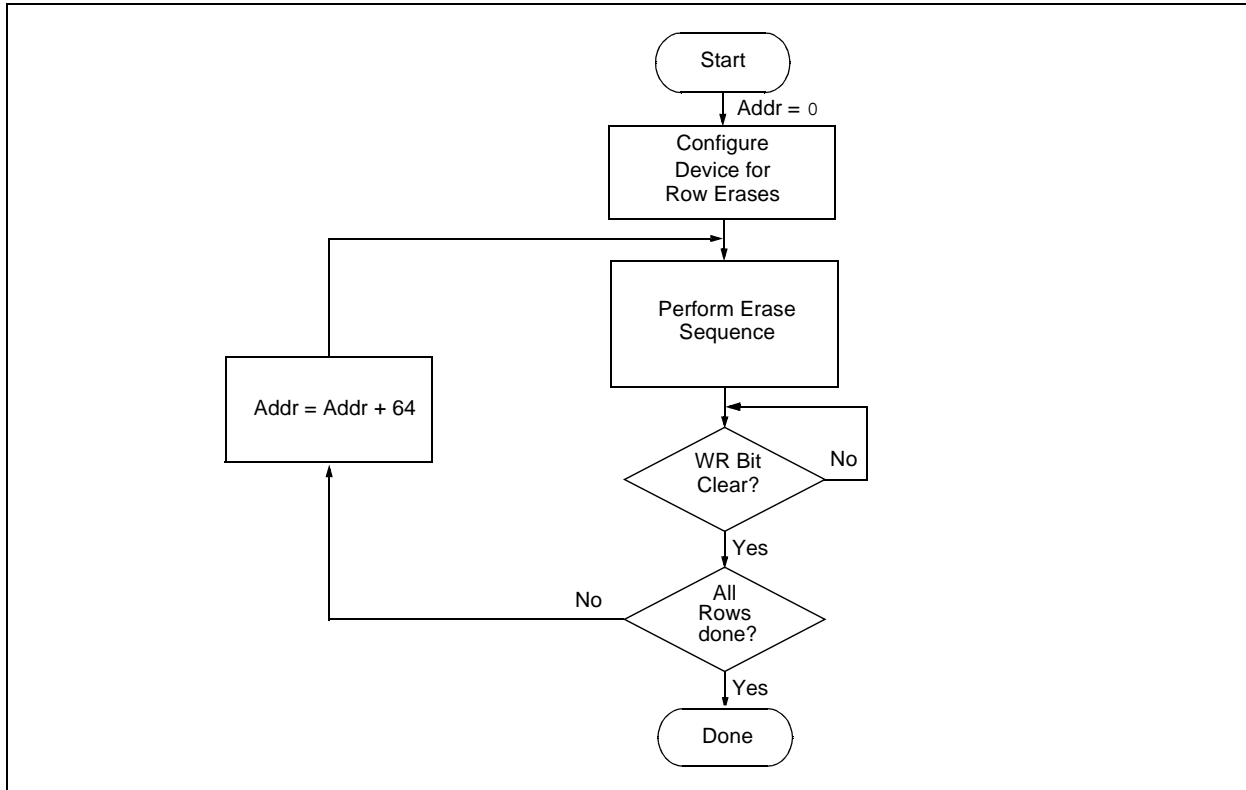 Start
Addr = 0
Configure
Device for
Row Erases
Perform Erase
Sequence
Addr = Addr + 64
WR Bit
Clear?
No
Yes
All
Rows
done?
No
Yes
Done